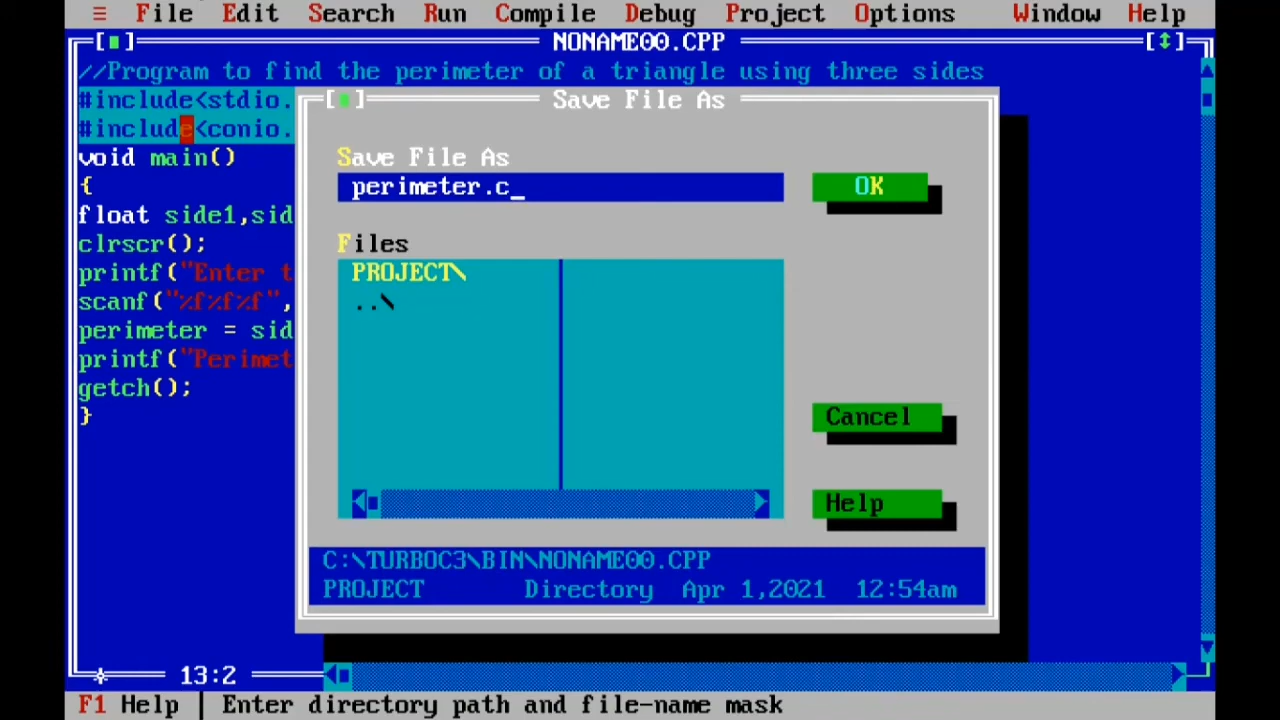 ≡ File Edit Search Run Compile Debug Project Options Window Help
NONAME00.CPP
//Program to find the perimeter of a triangle using three sides
#include<stdio.
#include<conio.
void main()
{
float side1,sid
clrscr();
printf("Enter t
scanf("%f%f%f",
perimeter = sid
printf("Perimet
getch();
}
Save File As
Save File As
perimeter.c_
OK
Files
PROJECT\
..\
Cancel
Help
C:\TURBOC3\BIN\NONAME00.CPP
PROJECT Directory Apr 1,2021 12:54am
13:2
F1 Help │ Enter directory path and file-name mask